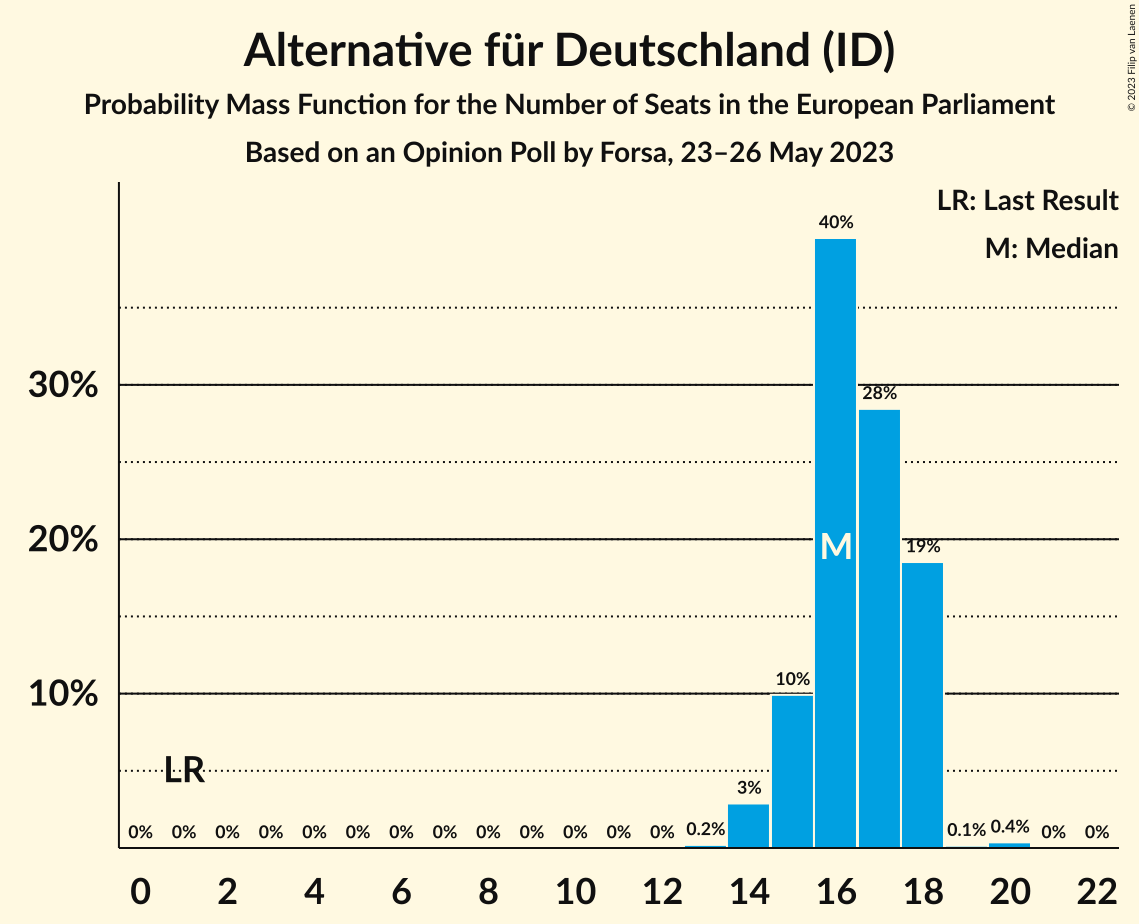 Alternative für Deutschland (ID)
Probability Mass Function for the Number of Seats in the European Parliament
Based on an Opinion Poll by Forsa, 23–26 May 2023
© 2023 Filip van Laenen
LR: Last Result
M: Median
40%
30%
28%
20%
M
19%
10%
10%
LR
3%
0% 0% 0% 0% 0% 0% 0% 0% 0% 0% 0% 0% 0% 0.2% 0.1% 0.4% 0% 0%
0 2 4 6 8 10 12 14 16 18 20 22